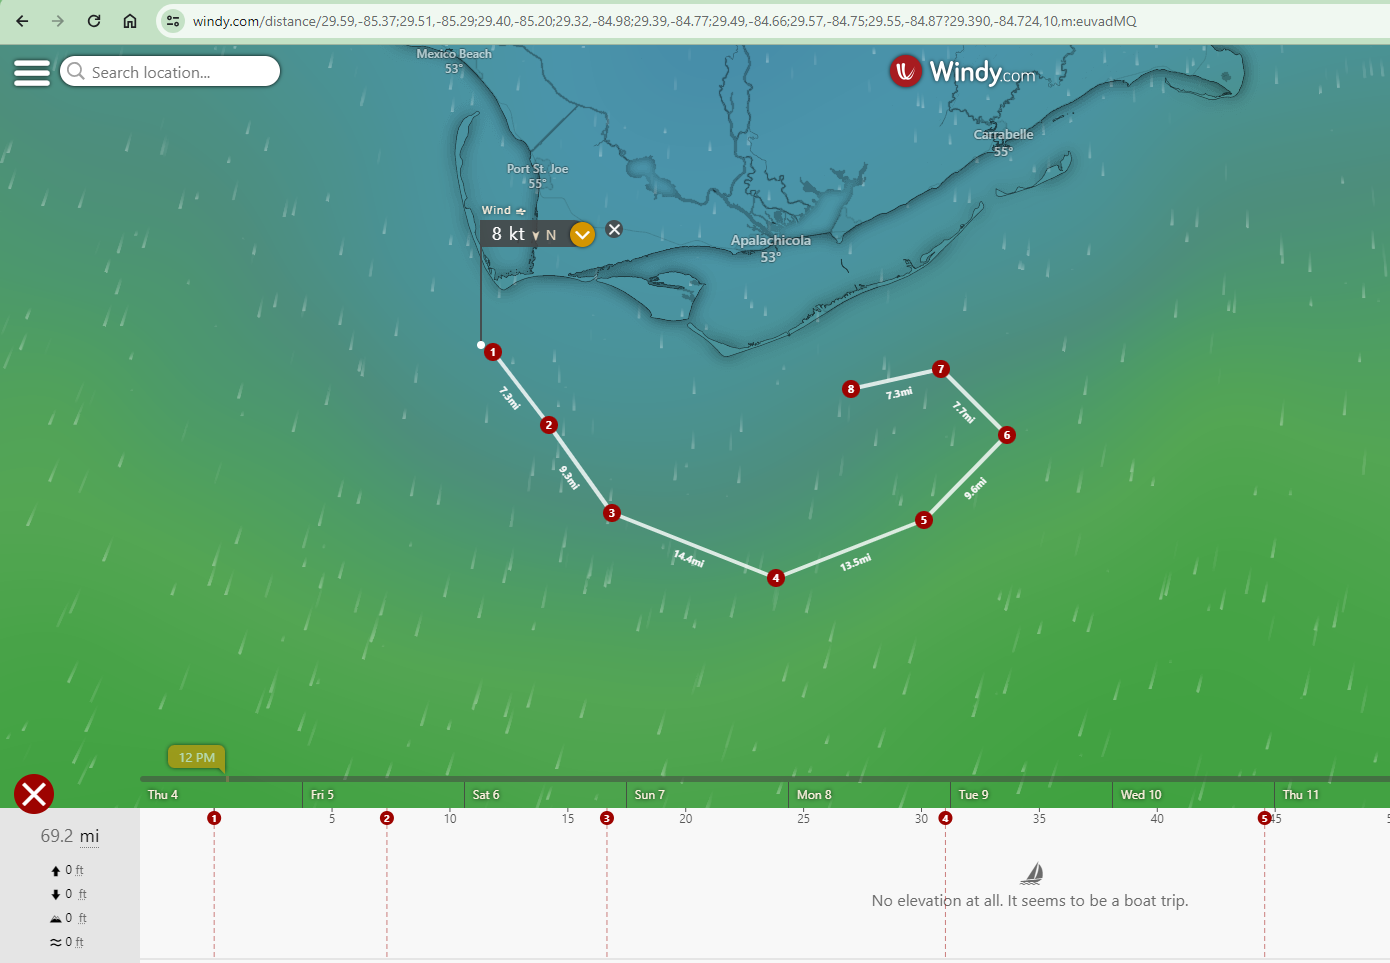 windy.com/distance/29.59,-85.37;29.51,-85.29;29.40,-85.20;29.32,-84.98;29.39,-84.77;29.49,-84.66;29.57,-84.75;29.55,-84.87?29.390,-84.724,10,m:euvadMQ
Search location...
Mexico Beach
53°
Windy.com
Carrabelle
55°
Port St. Joe
55°
Wind
8 kt N
Apalachicola
53°
1
7.3mi
2
9.3mi
3
14.4mi
4
13.5mi
5
9.6mi
6
7.7mi
7
7.3mi
8
12 PM
Thu 4
Fri 5
Sat 6
Sun 7
Mon 8
Tue 9
Wed 10
Thu 11
1 5 2 10 15 3 20 25 30 4 35 40 5 45
69.2 mi
0 ft
0 ft
0 ft
0 ft
No elevation at all. It seems to be a boat trip.